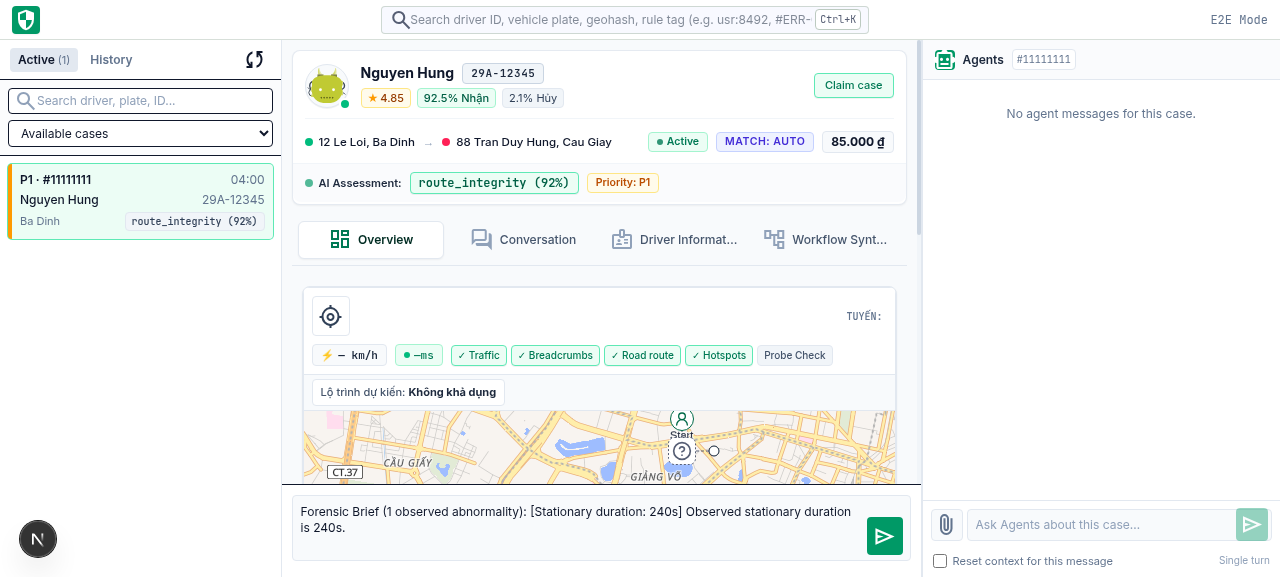 Search driver ID, vehicle plate, geohash, rule tag (e.g. usr:8492, #ERR-
Ctrl+K
E2E Mode
Active (1)
History
Search driver, plate, ID...
Available cases
P1 · #11111111
04:00
Nguyen Hung
29A-12345
Ba Dinh
route_integrity (92%)
N
Nguyen Hung
29A-12345
★ 4.85
92.5% Nhận
2.1% Hủy
Claim case
12 Le Loi, Ba Dinh → 88 Tran Duy Hung, Cau Giay
Active
MATCH: AUTO
85.000 ₫
AI Assessment:
route_integrity (92%)
Priority: P1
Overview
Conversation
Driver Informat...
Workflow Synt...
TUYẾN:
⚡ — km/h
—ms
✓ Traffic
✓ Breadcrumbs
✓ Road route
✓ Hotspots
Probe Check
Lộ trình dự kiến: Không khả dụng
Start
CẦU GIẤY
CT.37
GIẢNG VÕ
Forensic Brief (1 observed abnormality): [Stationary duration: 240s] Observed stationary duration
is 240s.
Agents
#11111111
No agent messages for this case.
Ask Agents about this case...
Reset context for this message
Single turn